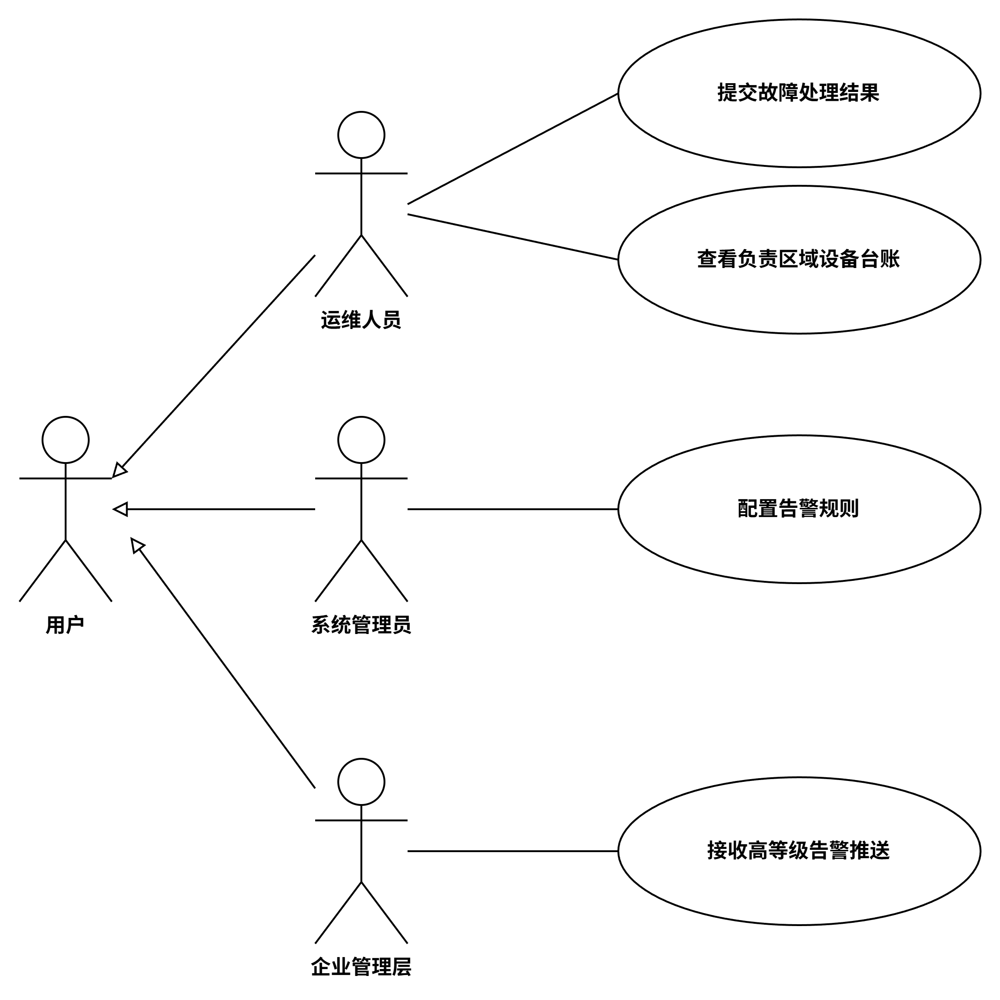 提交故障处理结果
查看负责区域设备台账
运维人员
配置告警规则
用户
系统管理员
接收高等级告警推送
企业管理层